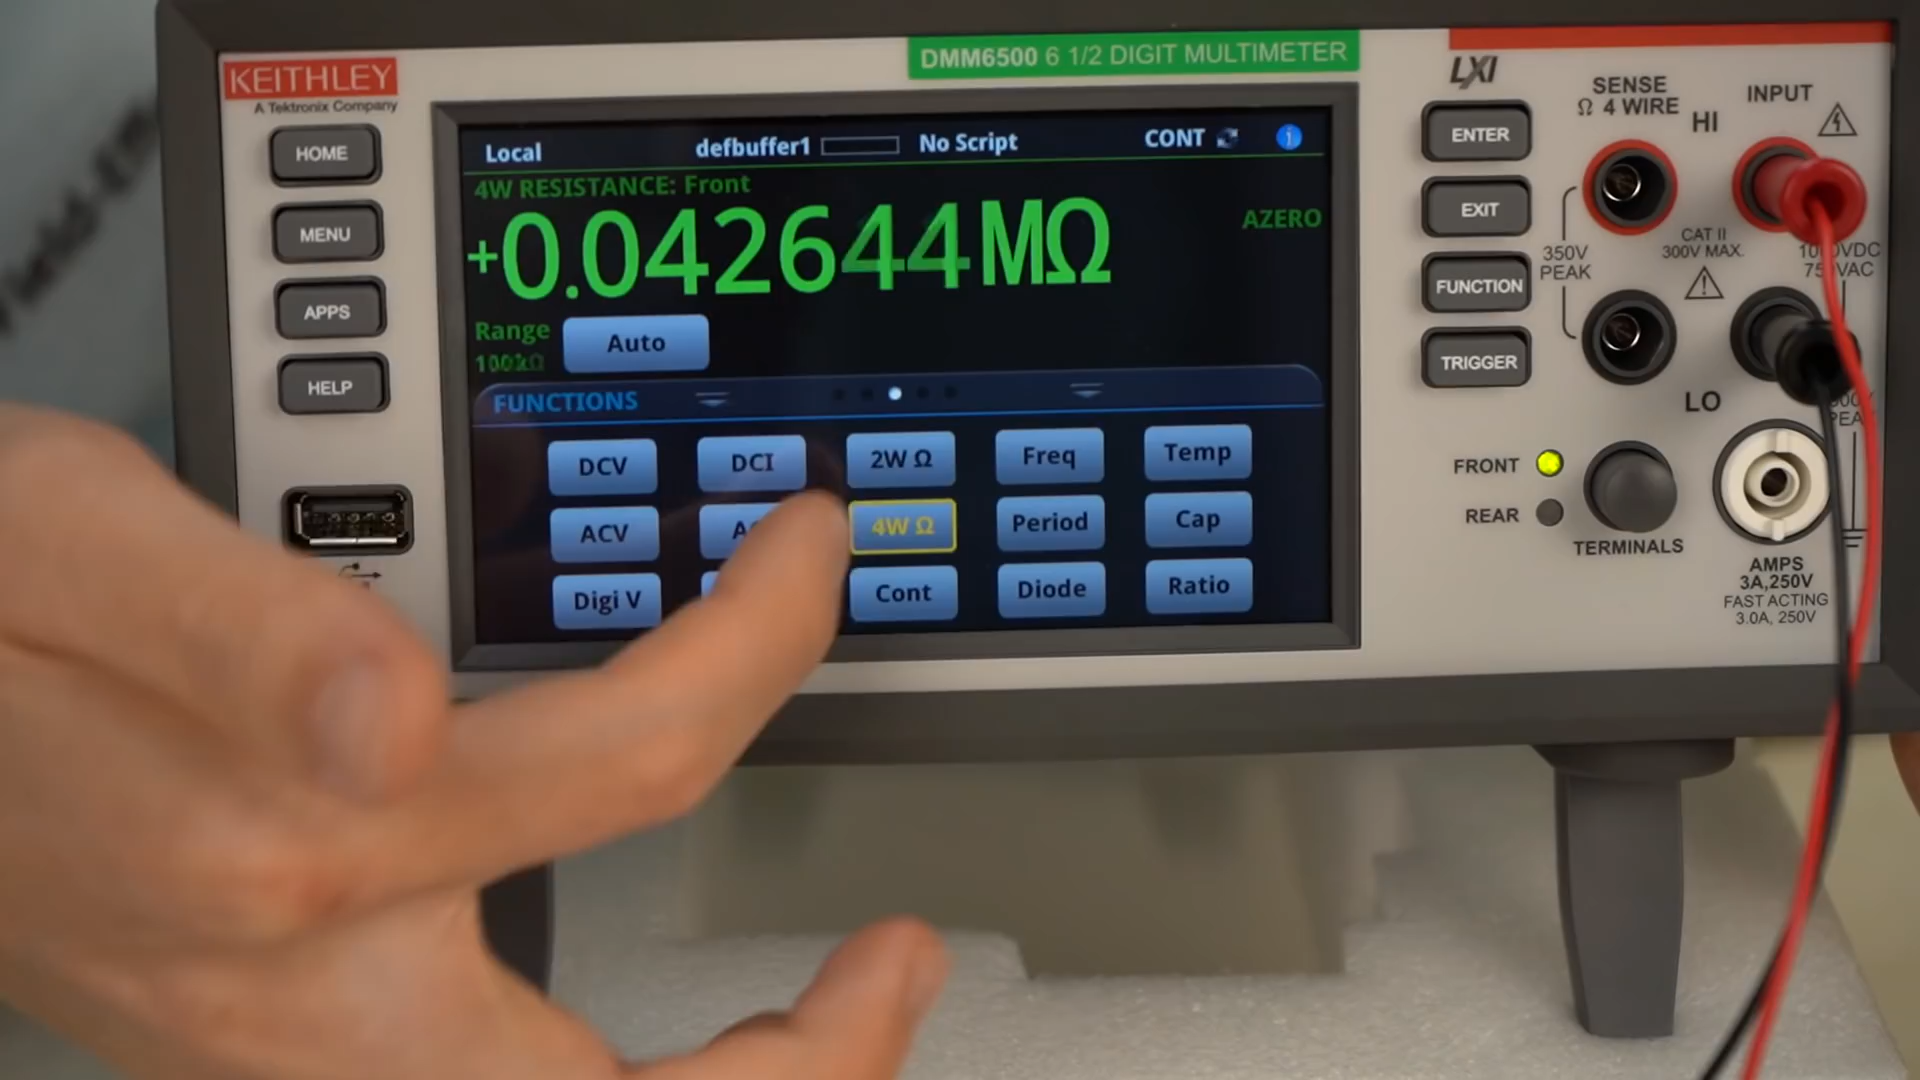 KEITHLEY
A Tektronix Company
DMM6500 6 1/2 DIGIT MULTIMETER
LXI
HOME
MENU
APPS
HELP
Local
defbuffer1
No Script
CONT
4W RESISTANCE: Front
+0.042644MΩ
AZERO
Range
100kΩ
Auto
FUNCTIONS
DCV
DCI
2W Ω
Freq
Temp
ACV
4W Ω
Period
Cap
Digi V
Cont
Diode
Ratio
ENTER
EXIT
FUNCTION
TRIGGER
SENSE
Ω 4 WIRE
HI
INPUT
350V
PEAK
CAT II
300V MAX.
LO
FRONT
REAR
TERMINALS
AMPS
3A,250V
FAST ACTING
3.0A, 250V